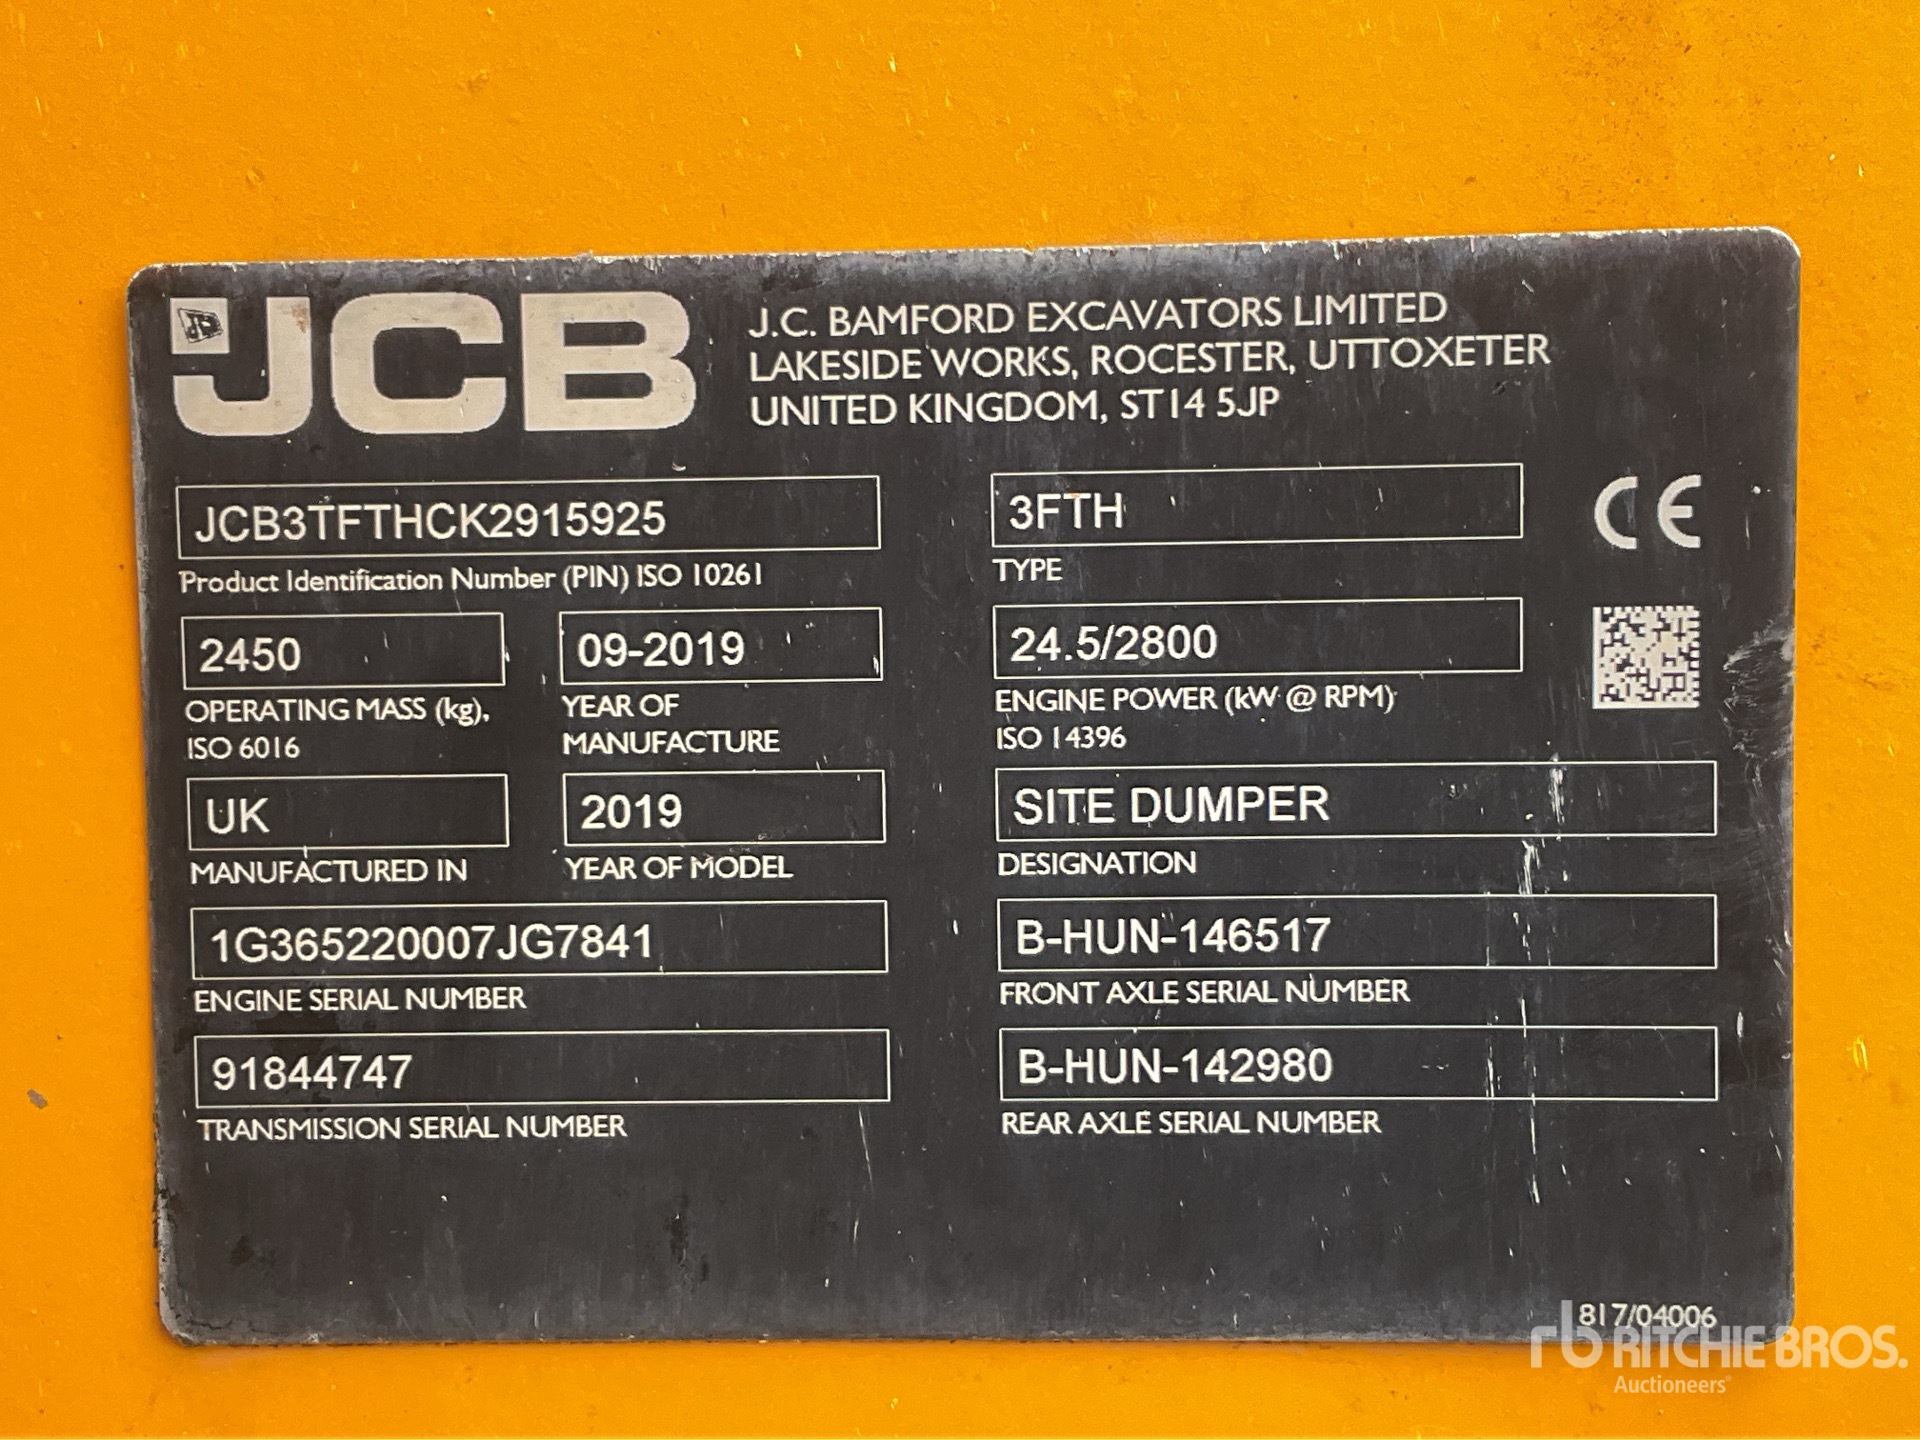 JCB
J.C. BAMFORD EXCAVATORS LIMITED
LAKESIDE WORKS, ROCESTER, UTTOXETER
UNITED KINGDOM, ST14 5JP
JCB3TFTHCK2915925
Product Identification Number (PIN) ISO 10261
3FTH
TYPE
CE
2450
OPERATING MASS (kg),
ISO 6016
09-2019
YEAR OF
MANUFACTURE
24.5/2800
ENGINE POWER (kW @ RPM)
ISO 14396
UK
MANUFACTURED IN
2019
YEAR OF MODEL
SITE DUMPER
DESIGNATION
1G365220007JG7841
ENGINE SERIAL NUMBER
B-HUN-146517
FRONT AXLE SERIAL NUMBER
91844747
TRANSMISSION SERIAL NUMBER
B-HUN-142980
REAR AXLE SERIAL NUMBER
817/04006
rb RITCHIE BROS.
Auctioneers